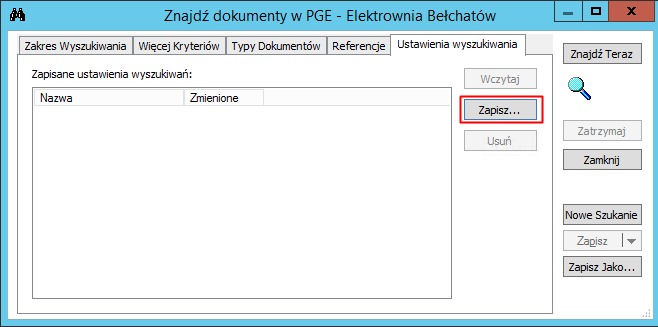 Znajdź dokumenty w PGE - Elektrownia Bełchatów
Zakres Wyszukiwania Więcej Kryteriów Typy Dokumentów Referencje Ustawienia wyszukiwania
Zapisane ustawienia wyszukiwań:
Nazwa Zmienione
Wczytaj
Zapisz...
Usuń
Znajdź Teraz
Zatrzymaj
Zamknij
Nowe Szukanie
Zapisz
Zapisz Jako...